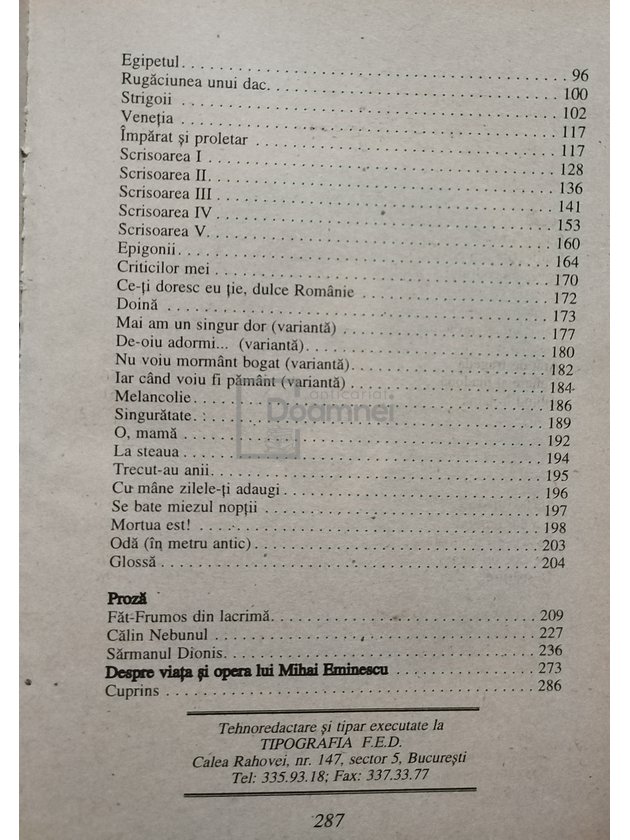 Egipetul. . . . . . . . . . . . . . . . . . . . . . . . . . . . . . . . . . . . . . . . . . 96
Rugăciunea unui dac. . . . . . . . . . . . . . . . . . . . . . . . . . . . . . . . 100
Strigoii . . . . . . . . . . . . . . . . . . . . . . . . . . . . . . . . . . . . . . . . . 102
Veneția . . . . . . . . . . . . . . . . . . . . . . . . . . . . . . . . . . . . . . . . . 117
Împărat și proletar . . . . . . . . . . . . . . . . . . . . . . . . . . . . . . . . . 117
Scrisoarea I . . . . . . . . . . . . . . . . . . . . . . . . . . . . . . . . . . . . . . 128
Scrisoarea II. . . . . . . . . . . . . . . . . . . . . . . . . . . . . . . . . . . . . . 136
Scrisoarea III . . . . . . . . . . . . . . . . . . . . . . . . . . . . . . . . . . . . . 141
Scrisoarea IV . . . . . . . . . . . . . . . . . . . . . . . . . . . . . . . . . . . . . 153
Scrisoarea V. . . . . . . . . . . . . . . . . . . . . . . . . . . . . . . . . . . . . . 160
Epigonii. . . . . . . . . . . . . . . . . . . . . . . . . . . . . . . . . . . . . . . . . 164
Criticilor mei . . . . . . . . . . . . . . . . . . . . . . . . . . . . . . . . . . . . . 170
Ce-ți doresc eu ție, dulce Românie . . . . . . . . . . . . . . . . . . . . . 172
Doină . . . . . . . . . . . . . . . . . . . . . . . . . . . . . . . . . . . . . . . . . . 173
Mai am un singur dor (variantă) . . . . . . . . . . . . . . . . . . . . . . . 177
De-oiu adormi... (variantă). . . . . . . . . . . . . . . . . . . . . . . . . . . 180
Nu voiu mormânt bogat (variantă). . . . . . . . . . . . . . . . . . . . . . 182
Iar când voiu fi pământ (variantă) . . . . . . . . . . . . . . . . . . . . . . 184
Melancolie . . . . . . . . . . . . . . . . . . . . . . . . . . . . . . . . . . . . . . 186
Singurătate. . . . . . . . . . . . . . . . . . . . . . . . . . . . . . . . . . . . . . 189
O, mamă . . . . . . . . . . . . . . . . . . . . . . . . . . . . . . . . . . . . . . . 192
La steaua . . . . . . . . . . . . . . . . . . . . . . . . . . . . . . . . . . . . . . . 194
Trecut-au anii. . . . . . . . . . . . . . . . . . . . . . . . . . . . . . . . . . . . 195
Cu mâne zilele-ți adaugi . . . . . . . . . . . . . . . . . . . . . . . . . . . . 196
Se bate miezul nopții . . . . . . . . . . . . . . . . . . . . . . . . . . . . . . 197
Mortua est! . . . . . . . . . . . . . . . . . . . . . . . . . . . . . . . . . . . . . 198
Odă (în metru antic) . . . . . . . . . . . . . . . . . . . . . . . . . . . . . . . 203
Glossă . . . . . . . . . . . . . . . . . . . . . . . . . . . . . . . . . . . . . . . . . 204
Proză
Făt-Frumos din lacrimă. . . . . . . . . . . . . . . . . . . . . . . . . . . . . 209
Călin Nebunul . . . . . . . . . . . . . . . . . . . . . . . . . . . . . . . . . . . 227
Sărmanul Dionis. . . . . . . . . . . . . . . . . . . . . . . . . . . . . . . . . . 236
Despre viața și opera lui Mihai Eminescu . . . . . . . . . . . . . . . 273
Cuprins . . . . . . . . . . . . . . . . . . . . . . . . . . . . . . . . . . . . . . . . 286
Tehnoredactare și tipar executate la
TIPOGRAFIA F.E.D.
Calea Rahovei, nr. 147, sector 5, București
Tel: 335.93.18; Fax: 337.33.77
287
anticariat
Doamnei